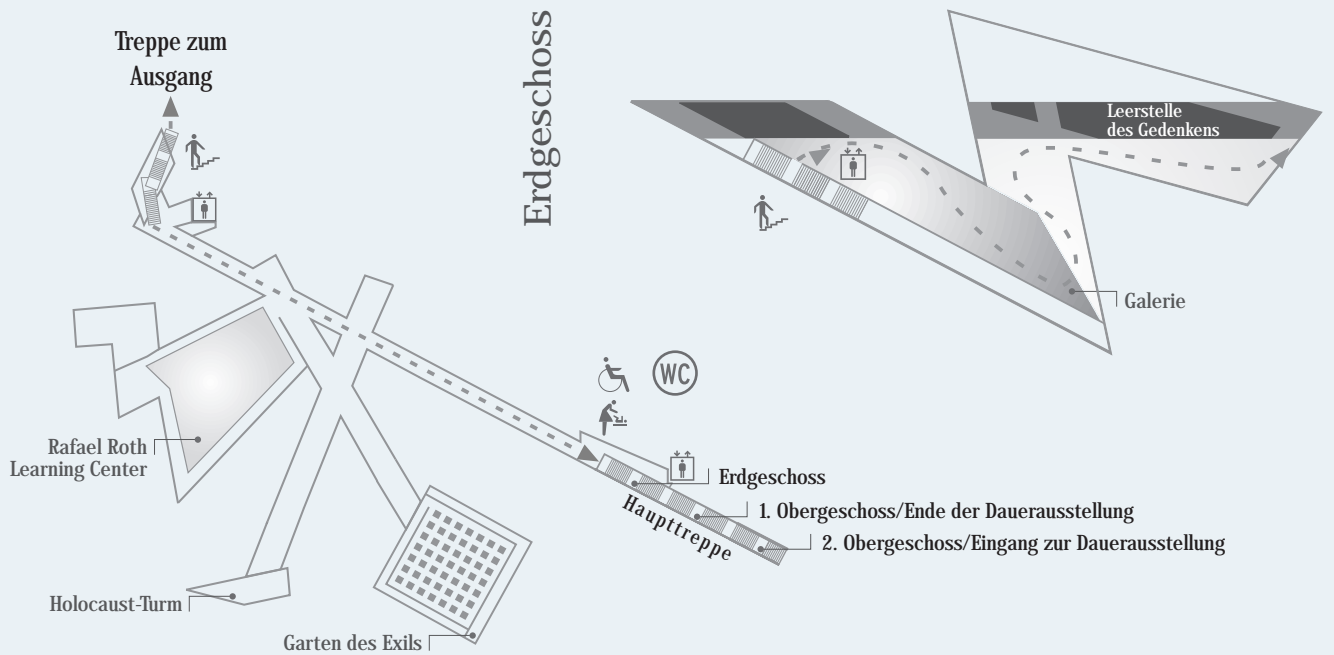 Treppe zum
Ausgang
Erdgeschoss
Leerstelle
des Gedenkens
Galerie
WC
Rafael Roth
Learning Center
Erdgeschoss
1. Obergeschoss/Ende der Dauerausstellung
2. Obergeschoss/Eingang zur Dauerausstellung
Haupttreppe
Holocaust-Turm
Garten des Exils